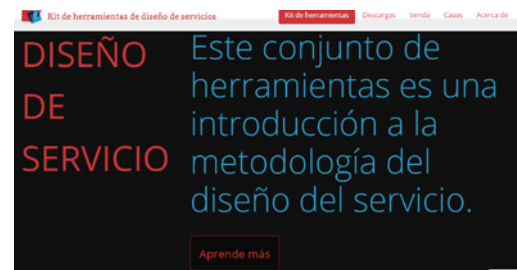 Kit de herramientas de diseño de servicios
Kit de herramientas Descargas tienda Casos Acerca de
DISEÑO
DE
SERVICIO
Este conjunto de
herramientas es una
introducción a la
metodología del
diseño del servicio.
Aprende más